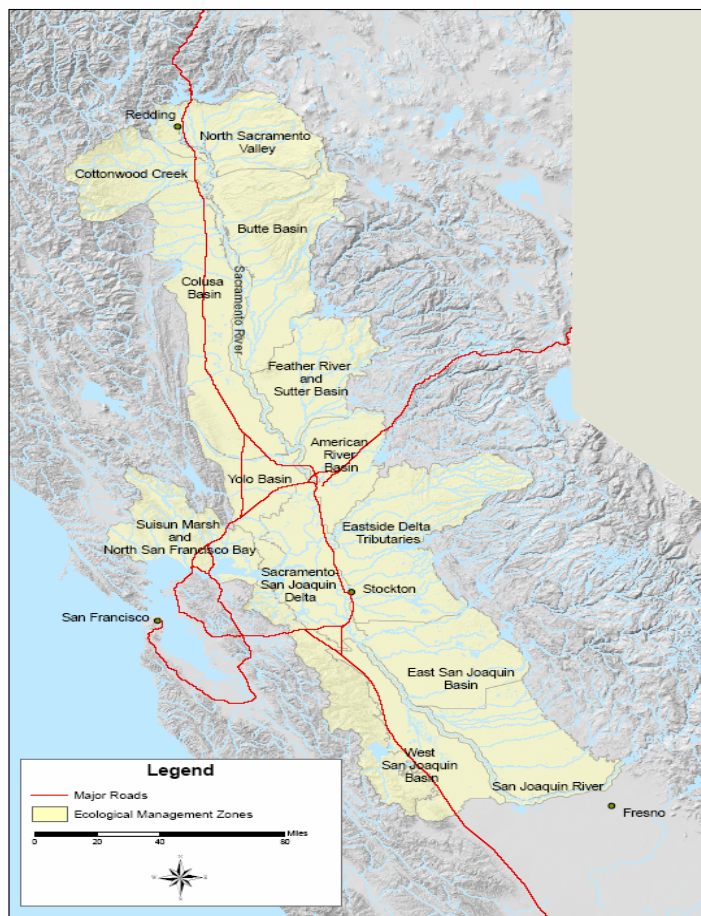 Redding
North Sacramento
Valley
Cottonwood Creek
Butte Basin
Colusa
Basin
Sacramento River
Feather River
and
Sutter Basin
American
River
Basin
Yolo Basin
Suisun Marsh
and
North San Francisco Bay
Eastside Delta
Tributaries
Sacramento-
San Joaquin
Delta
Stockton
San Francisco
East San Joaquin
Basin
West
San Joaquin
Basin
San Joaquin River
Fresno
Legend
Major Roads
Ecological Management Zones
Miles
0 20 40 60 80
N
W E
S